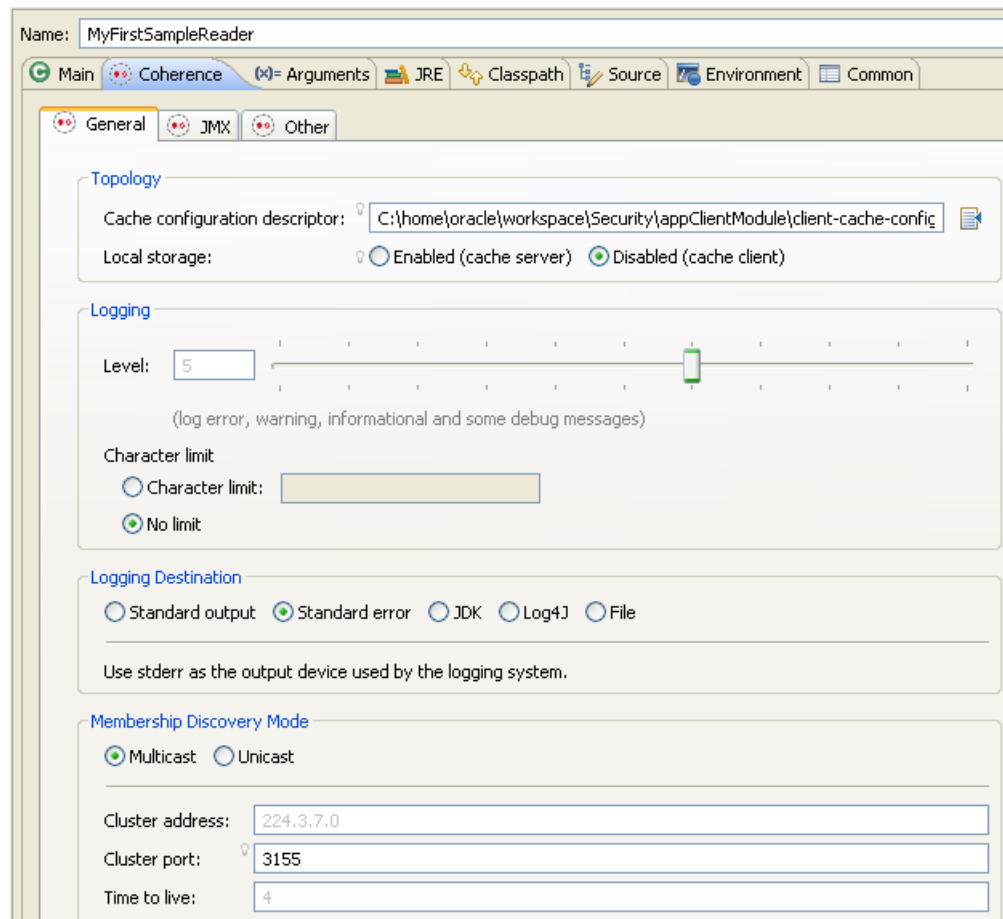 Name: MyFirstSampleReader
Main Coherence (x)= Arguments JRE Classpath Source Environment Common
General JMX Other
Topology
Cache configuration descriptor: C:\home\oracle\workspace\Security\appClientModule\client-cache-config
Local storage: Enabled (cache server) Disabled (cache client)
Logging
Level: 5
(log error, warning, informational and some debug messages)
Character limit
Character limit:
No limit
Logging Destination
Standard output Standard error JDK Log4J File
Use stderr as the output device used by the logging system.
Membership Discovery Mode
Multicast Unicast
Cluster address: 224.3.7.0
Cluster port: 3155
Time to live: 4